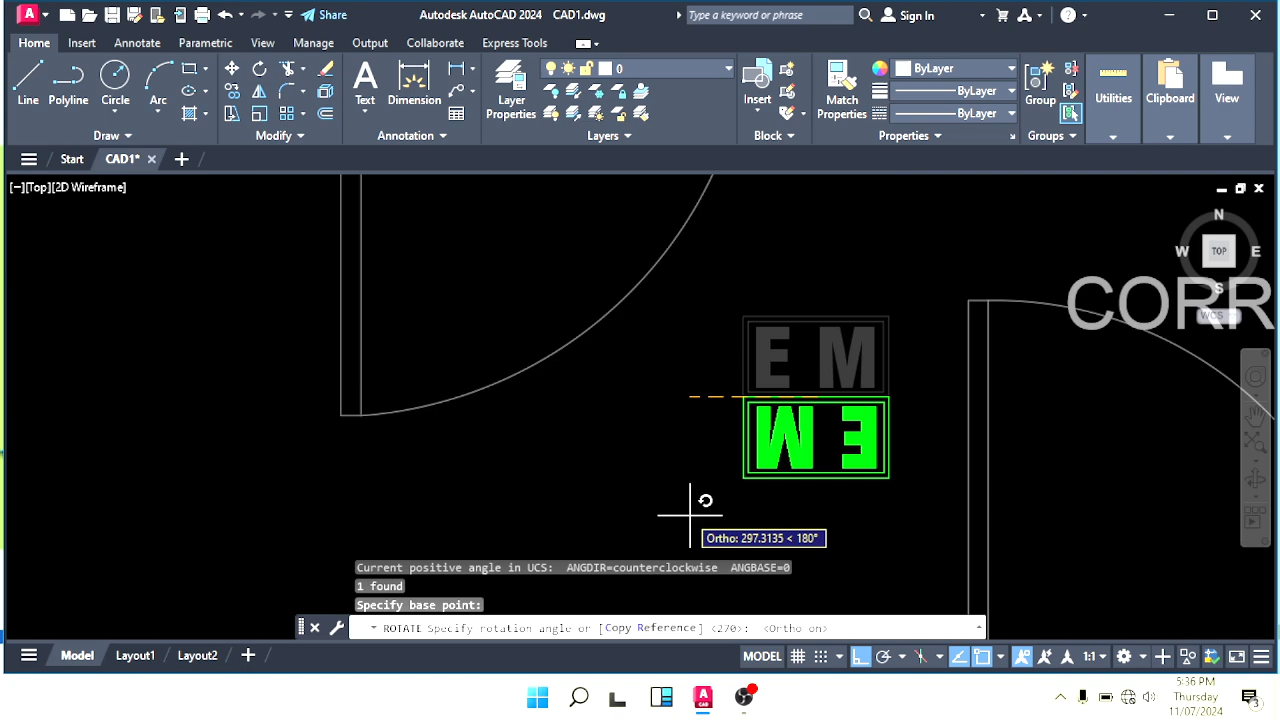 Share
Autodesk AutoCAD 2024 CAD1.dwg
Type a keyword or phrase
Sign In
Home Insert Annotate Parametric View Manage Output Collaborate Express Tools
Line Polyline Circle Arc
Text Dimension
Layer
Properties
0
Insert
Match
Properties
ByLayer
ByLayer
ByLayer
Group
Utilities Clipboard View
Draw Modify Annotation Layers Block Properties Groups
Start CAD1*
[−][Top][2D Wireframe]
N
W TOP E
S
WCS
CORR
E M
E M
Ortho: 297.3135 < 180°
Current positive angle in UCS: ANGDIR=counterclockwise ANGBASE=0
1 found
Specify base point:
ROTATE Specify rotation angle or [Copy Reference] <270>: <Ortho on>
Model Layout1 Layout2
MODEL
1:1
CAD
5:36 PM
Thursday
11/07/2024
3